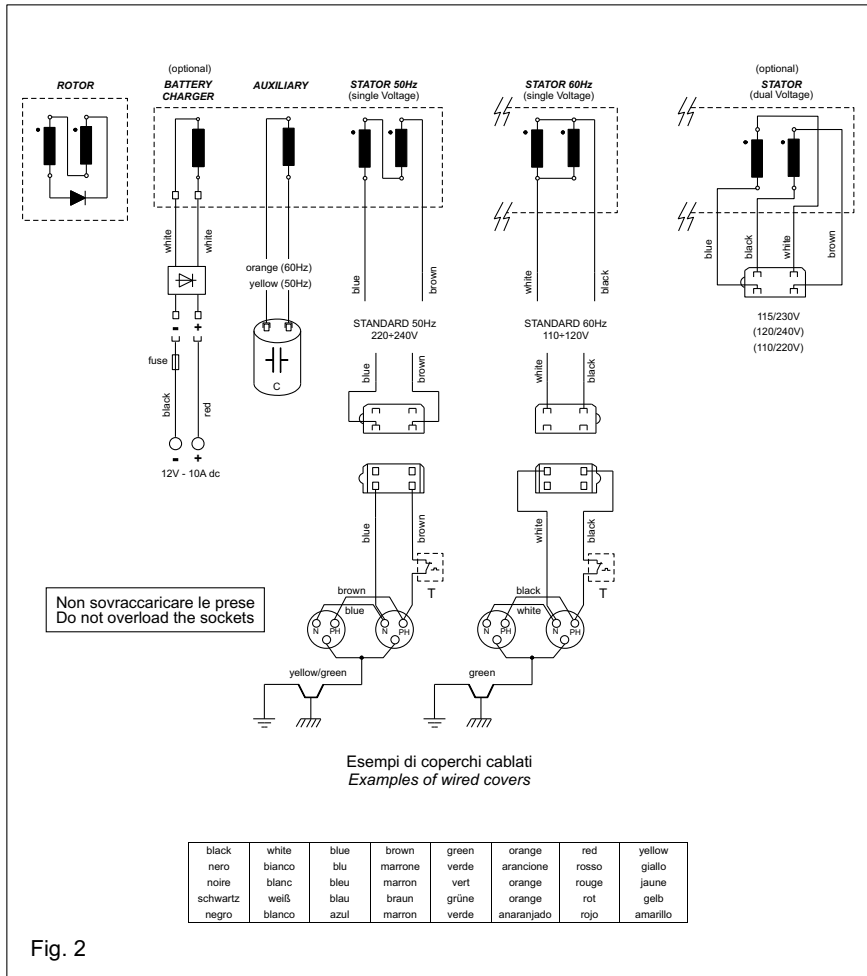 (optional)
(optional)
ROTOR
BATTERY
CHARGER
AUXILIARY
STATOR 50Hz
(single Voltage)
STATOR 60Hz
(single Voltage)
STATOR
(dual Voltage)
white
white
orange (60Hz)
yellow (50Hz)
blue
brown
white
black
blue
black
white
brown
- +
fuse
C
black
red
- +
12V - 10A dc
STANDARD 50Hz
220÷240V
STANDARD 60Hz
110÷120V
115/230V
(120/240V)
(110/220V)
blue
brown
white
black
blue
brown
white
black
T
T
brown
blue
N PH N PH
black
white
N PH N PH
yellow/green
green
Non sovraccaricare le prese
Do not overload the sockets
Esempi di coperchi cablati
Examples of wired covers
black white blue brown green orange red yellow
nero bianco blu marrone verde arancione rosso giallo
noire blanc bleu marron vert orange rouge jaune
schwartz weiß blau braun grüne orange rot gelb
negro blanco azul marron verde anaranjado rojo amarillo
Fig. 2